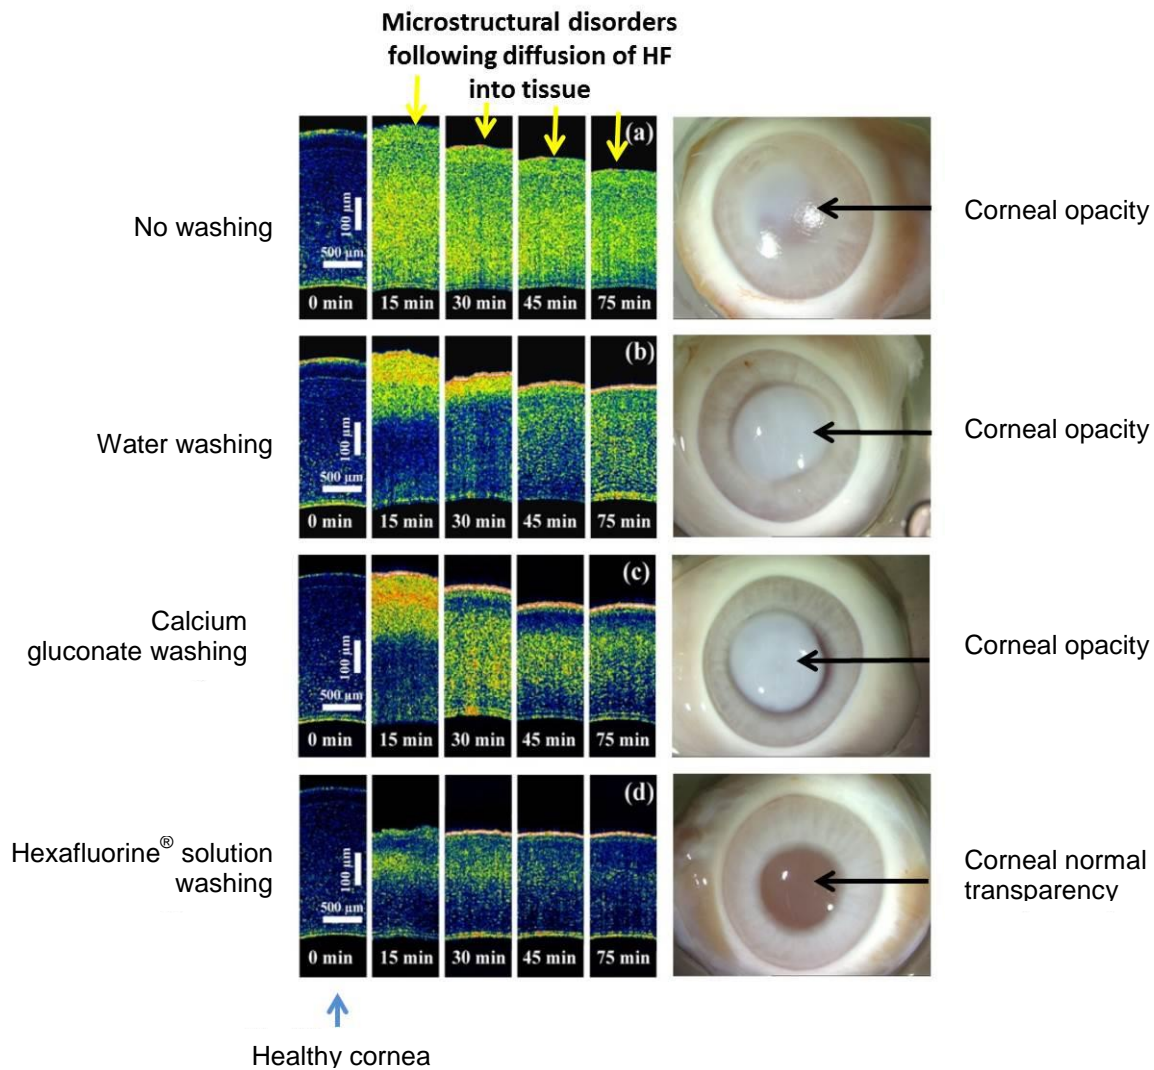 Microstructural disorders
following diffusion of HF
into tissue
No washing
(a)
100 µm
500 µm
0 min
15 min
30 min
45 min
75 min
Corneal opacity
Water washing
(b)
100 µm
500 µm
0 min
15 min
30 min
45 min
75 min
Corneal opacity
Calcium
gluconate washing
(c)
100 µm
500 µm
0 min
15 min
30 min
45 min
75 min
Corneal opacity
Hexafluorine® solution
washing
(d)
100 µm
500 µm
0 min
15 min
30 min
45 min
75 min
Corneal normal
transparency
Healthy cornea